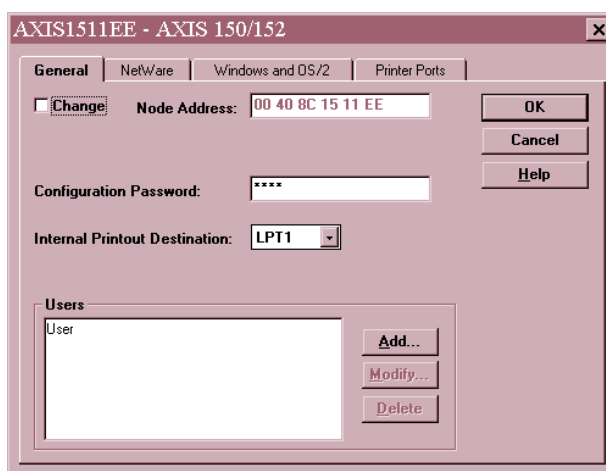 AXIS1511EE - AXIS 150/152
General NetWare Windows and OS/2 Printer Ports
Change Node Address: 00 40 8C 15 11 EE OK
Cancel
Configuration Password: **** Help
Internal Printout Destination: LPT1
Users
User
Add...
Modify...
Delete